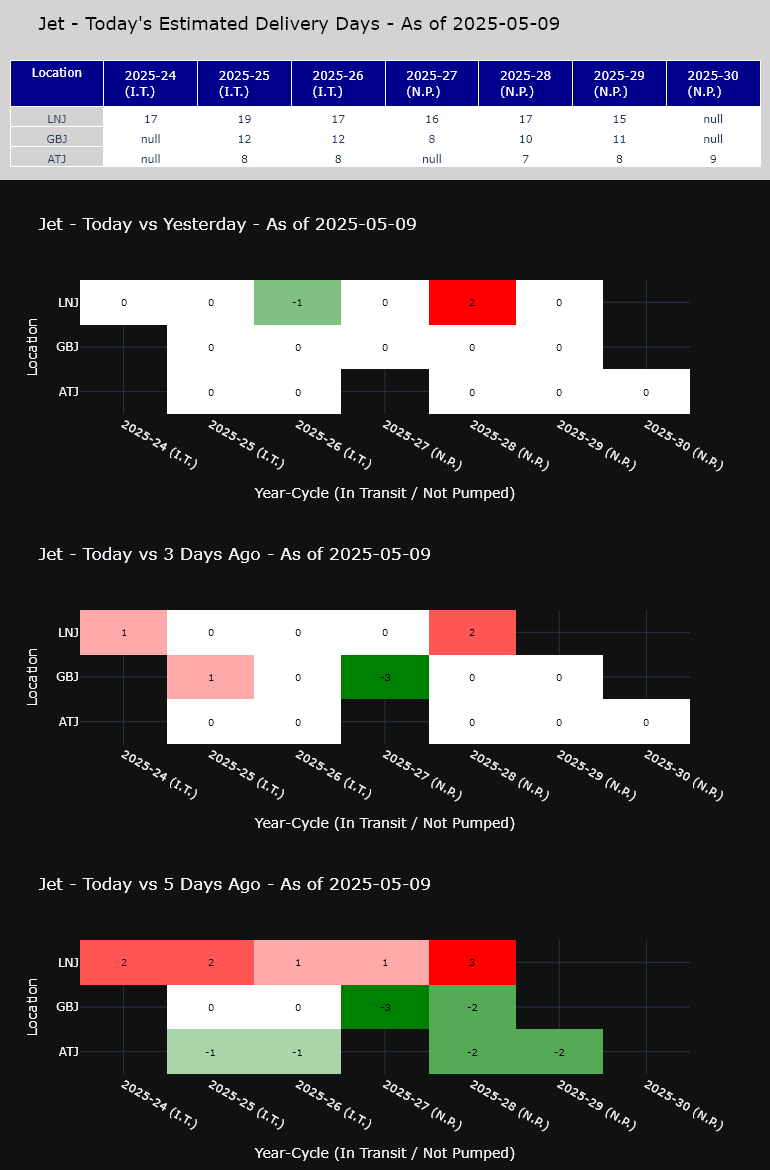 Jet - Today's Estimated Delivery Days - As of 2025-05-09
Location 2025-24 (I.T.) 2025-25 (I.T.) 2025-26 (I.T.) 2025-27 (N.P.) 2025-28 (N.P.) 2025-29 (N.P.) 2025-30 (N.P.)
LNJ 17 19 17 16 17 15 null
GBJ null 12 12 8 10 11 null
ATJ null 8 8 null 7 8 9
Jet - Today vs Yesterday - As of 2025-05-09
Location
LNJ 0 0 -1 0 2 0
GBJ 0 0 0 0 0
ATJ 0 0 0 0 0
2025-24 (I.T.) 2025-25 (I.T.) 2025-26 (I.T.) 2025-27 (N.P.) 2025-28 (N.P.) 2025-29 (N.P.) 2025-30 (N.P.)
Year-Cycle (In Transit / Not Pumped)
Jet - Today vs 3 Days Ago - As of 2025-05-09
Location
LNJ 1 0 0 0 2
GBJ 1 0 -3 0 0
ATJ 0 0 0 0 0
2025-24 (I.T.) 2025-25 (I.T.) 2025-26 (I.T.) 2025-27 (N.P.) 2025-28 (N.P.) 2025-29 (N.P.) 2025-30 (N.P.)
Year-Cycle (In Transit / Not Pumped)
Jet - Today vs 5 Days Ago - As of 2025-05-09
Location
LNJ 2 2 1 1 3
GBJ 0 0 -3 -2
ATJ -1 -1 -2 -2
2025-24 (I.T.) 2025-25 (I.T.) 2025-26 (I.T.) 2025-27 (N.P.) 2025-28 (N.P.) 2025-29 (N.P.) 2025-30 (N.P.)
Year-Cycle (In Transit / Not Pumped)